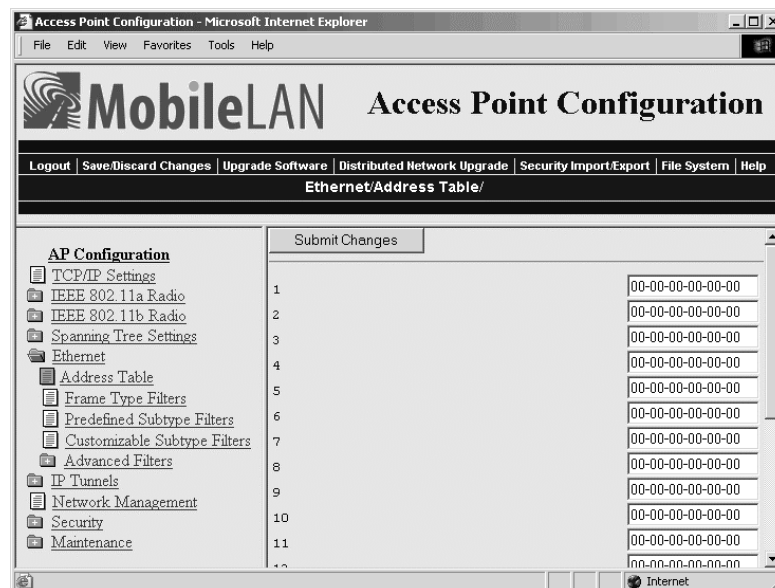 Access Point Configuration - Microsoft Internet Explorer
File Edit View Favorites Tools Help
MobileLAN Access Point Configuration
Logout | Save/Discard Changes | Upgrade Software | Distributed Network Upgrade | Security Import/Export | File System | Help
Ethernet/Address Table/
Submit Changes
AP Configuration
TCP/IP Settings
IEEE 802.11a Radio
IEEE 802.11b Radio
Spanning Tree Settings
Ethernet
Address Table
Frame Type Filters
Predefined Subtype Filters
Customizable Subtype Filters
Advanced Filters
IP Tunnels
Network Management
Security
Maintenance
1 00-00-00-00-00-00
2 00-00-00-00-00-00
3 00-00-00-00-00-00
4 00-00-00-00-00-00
5 00-00-00-00-00-00
6 00-00-00-00-00-00
7 00-00-00-00-00-00
8 00-00-00-00-00-00
9 00-00-00-00-00-00
10 00-00-00-00-00-00
11 00-00-00-00-00-00
12 00-00-00-00-00-00
Internet